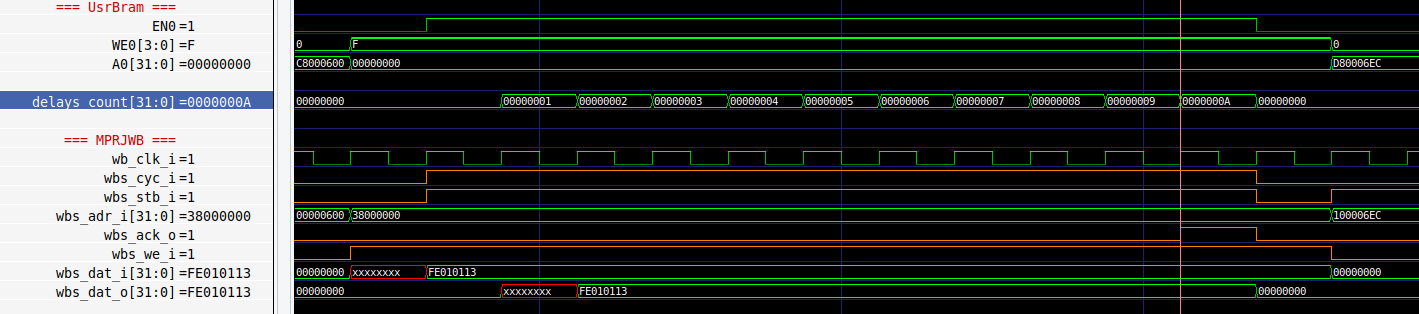 === UsrBram ===
EN0 =1
WE0[3:0] =F 0 F 0
A0[31:0] =00000000 C8000600 00000000 D80006EC
delays_count[31:0] =0000000A 00000000 00000001 00000002 00000003 00000004 00000005 00000006 00000007 00000008 00000009 0000000A 00000000
=== MPRJWB ===
wb_clk_i =1
wbs_cyc_i =1
wbs_stb_i =1
wbs_adr_i[31:0] =38000000 00000600 38000000 100006EC
wbs_ack_o =1
wbs_we_i =1
wbs_dat_i[31:0] =FE010113 00000000 xxxxxxxx FE010113 00000000
wbs_dat_o[31:0] =FE010113 00000000 xxxxxxxx FE010113 00000000